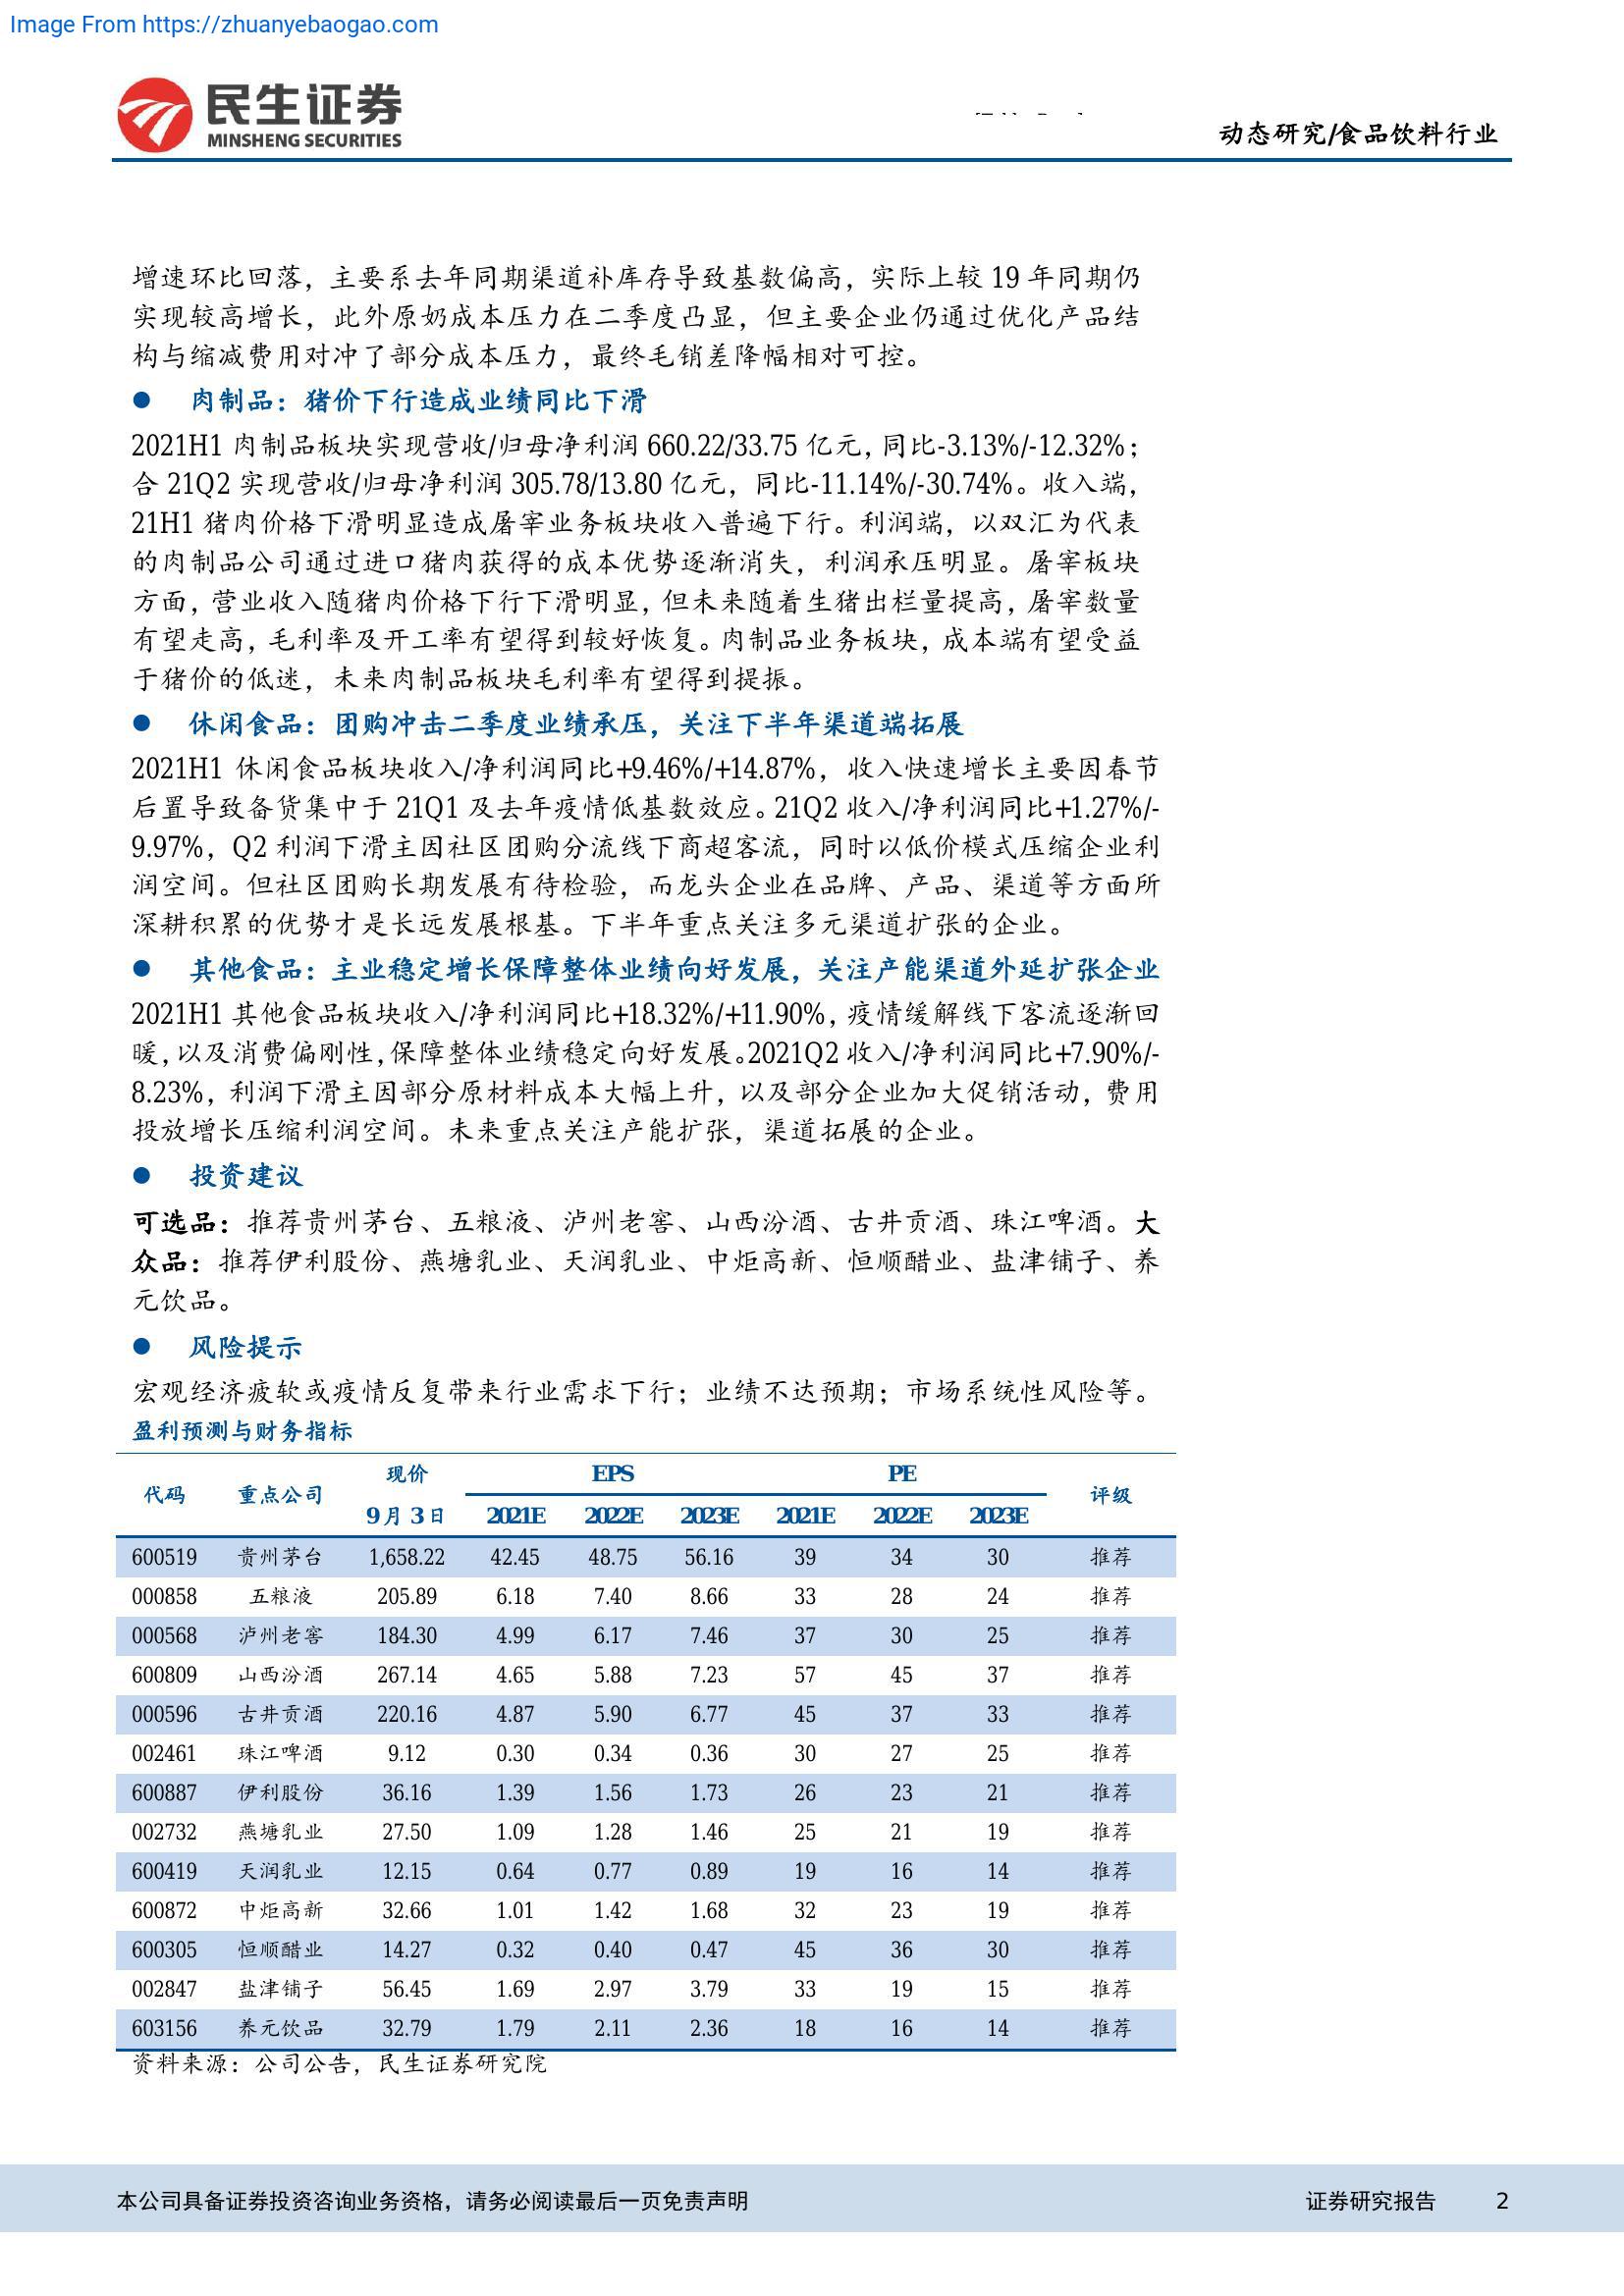 Image From https://zhuanyebaogao.com
民生证券
MINSHENG SECURITIES
动态研究/食品饮料行业
增速环比回落，主要系去年同期渠道补库存导致基数偏高，实际上较 19 年同期仍
实现较高增长，此外原奶成本压力在二季度凸显，但主要企业仍通过优化产品结
构与缩减费用对冲了部分成本压力，最终毛销差降幅相对可控。
● 肉制品：猪价下行造成业绩同比下滑
2021H1 肉制品板块实现营收/归母净利润 660.22/33.75 亿元，同比-3.13%/-12.32%；
合 21Q2 实现营收/归母净利润 305.78/13.80 亿元，同比-11.14%/-30.74%。收入端，
21H1 猪肉价格下滑明显造成屠宰业务板块收入普遍下行。利润端，以双汇为代表
的肉制品公司通过进口猪肉获得的成本优势逐渐消失，利润承压明显。屠宰板块
方面，营业收入随猪肉价格下行下滑明显，但未来随着生猪出栏量提高，屠宰数量
有望走高，毛利率及开工率有望得到较好恢复。肉制品业务板块，成本端有望受益
于猪价的低迷，未来肉制品板块毛利率有望得到提振。
● 休闲食品：团购冲击二季度业绩承压，关注下半年渠道端拓展
2021H1 休闲食品板块收入/净利润同比+9.46%/+14.87%，收入快速增长主要因春节
后置导致备货集中于 21Q1 及去年疫情低基数效应。21Q2 收入/净利润同比+1.27%/-
9.97%，Q2 利润下滑主因社区团购分流线下商超客流，同时以低价模式压缩企业利
润空间。但社区团购长期发展有待检验，而龙头企业在品牌、产品、渠道等方面所
深耕积累的优势才是长远发展根基。下半年重点关注多元渠道扩张的企业。
● 其他食品：主业稳定增长保障整体业绩向好发展，关注产能渠道外延扩张企业
2021H1 其他食品板块收入/净利润同比+18.32%/+11.90%，疫情缓解线下客流逐渐回
暖，以及消费偏刚性，保障整体业绩稳定向好发展。2021Q2 收入/净利润同比+7.90%/-
8.23%，利润下滑主因部分原材料成本大幅上升，以及部分企业加大促销活动，费用
投放增长压缩利润空间。未来重点关注产能扩张，渠道拓展的企业。
● 投资建议
可选品：推荐贵州茅台、五粮液、泸州老窖、山西汾酒、古井贡酒、珠江啤酒。大
众品：推荐伊利股份、燕塘乳业、天润乳业、中炬高新、恒顺醋业、盐津铺子、养
元饮品。
● 风险提示
宏观经济疲软或疫情反复带来行业需求下行；业绩不达预期；市场系统性风险等。
盈利预测与财务指标
代码 重点公司 现价 EPS PE 评级
9月3日 2021E 2022E 2023E 2021E 2022E 2023E
600519 贵州茅台 1,658.22 42.45 48.75 56.16 39 34 30 推荐
000858 五粮液 205.89 6.18 7.40 8.66 33 28 24 推荐
000568 泸州老窖 184.30 4.99 6.17 7.46 37 30 25 推荐
600809 山西汾酒 267.14 4.65 5.88 7.23 57 45 37 推荐
000596 古井贡酒 220.16 4.87 5.90 6.77 45 37 33 推荐
002461 珠江啤酒 9.12 0.30 0.34 0.36 30 27 25 推荐
600887 伊利股份 36.16 1.39 1.56 1.73 26 23 21 推荐
002732 燕塘乳业 27.50 1.09 1.28 1.46 25 21 19 推荐
600419 天润乳业 12.15 0.64 0.77 0.89 19 16 14 推荐
600872 中炬高新 32.66 1.01 1.42 1.68 32 23 19 推荐
600305 恒顺醋业 14.27 0.32 0.40 0.47 45 36 30 推荐
002847 盐津铺子 56.45 1.69 2.97 3.79 33 19 15 推荐
603156 养元饮品 32.79 1.79 2.11 2.36 18 16 14 推荐
资料来源：公司公告，民生证券研究院
本公司具备证券投资咨询业务资格，请务必阅读最后一页免责声明 证券研究报告 2